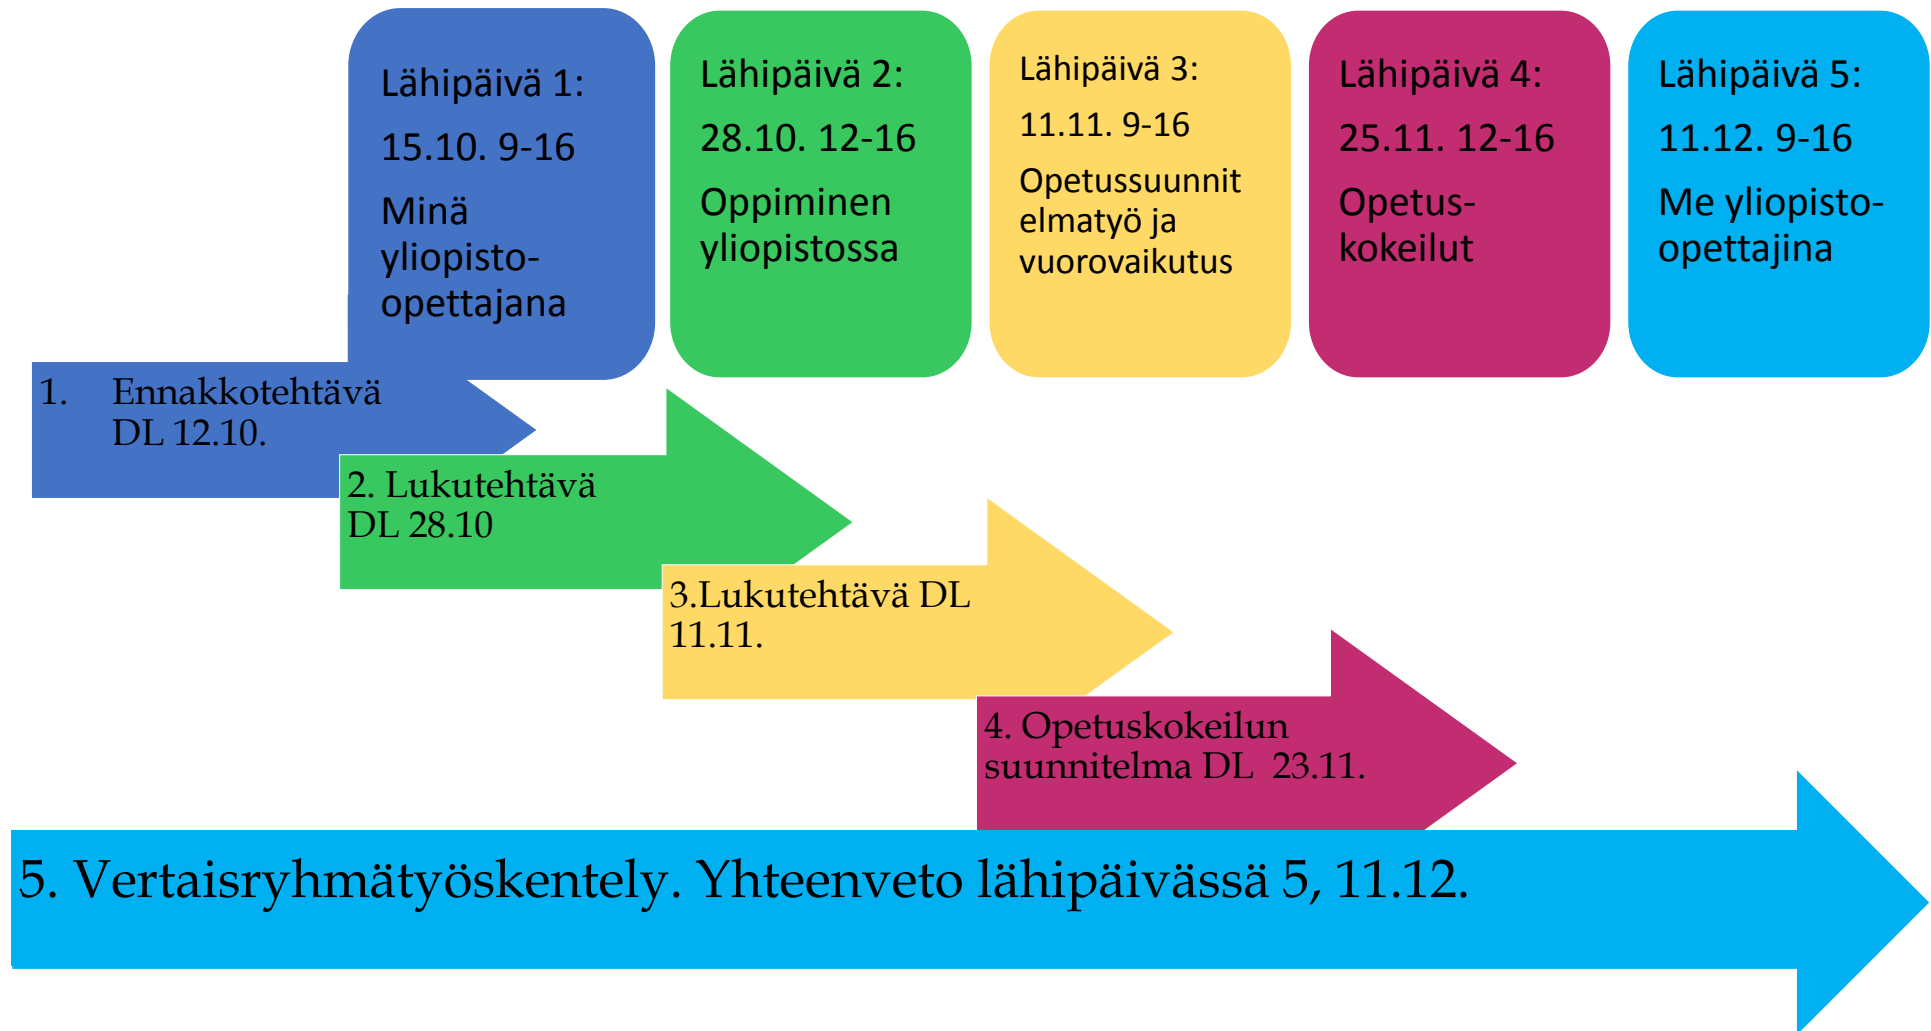 Lähipäivä 1:
15.10. 9-16
Minä
yliopisto-
opettajana
Lähipäivä 2:
28.10. 12-16
Oppiminen
yliopistossa
Lähipäivä 3:
11.11. 9-16
Opetussuunnit
elmatyö ja
vuorovaikutus
Lähipäivä 4:
25.11. 12-16
Opetus-
kokeilut
Lähipäivä 5:
11.12. 9-16
Me yliopisto-
opettajina
1. Ennakkotehtävä
DL 12.10.
2. Lukutehtävä
DL 28.10
3.Lukutehtävä DL
11.11.
4. Opetuskokeilun
suunnitelma DL 23.11.
5. Vertaisryhmätyöskentely. Yhteenveto lähipäivässä 5, 11.12.